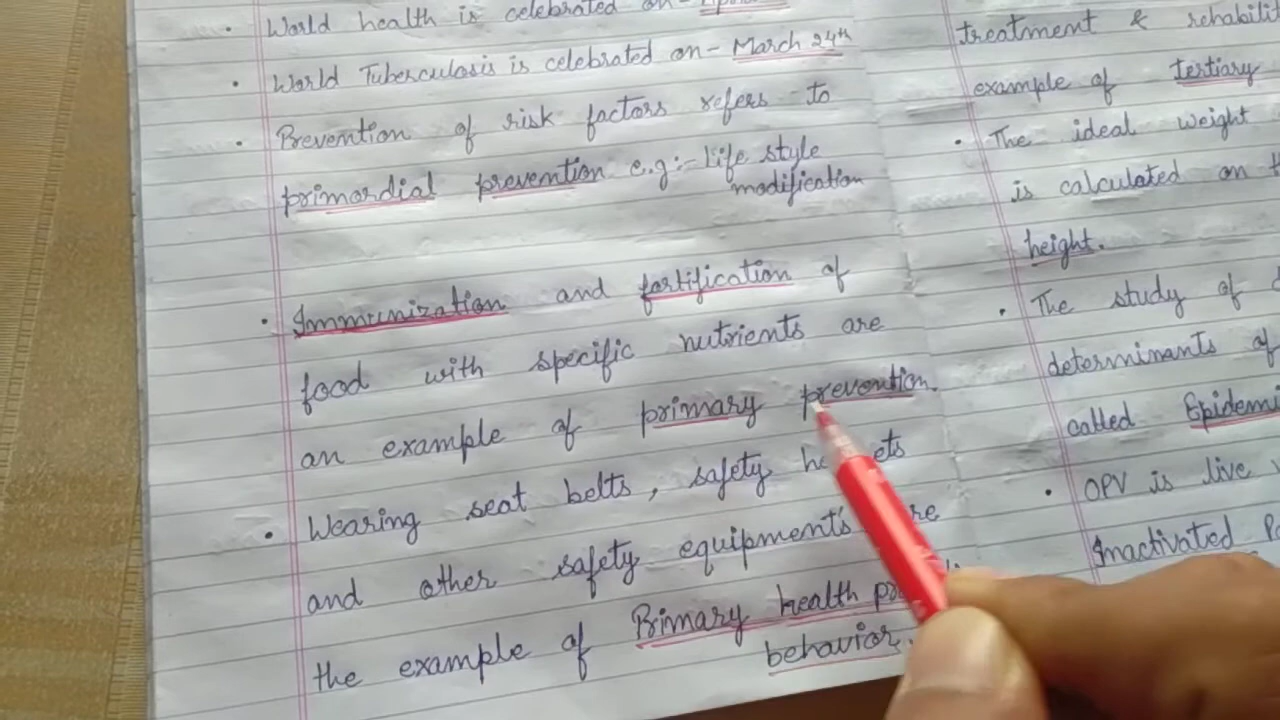 World health is celebrated on -
World Tuberculosis is celebrated on - March 24th
Prevention of risk factors refers to
primordial prevention e.g :- life style
modification
Immunization and fortification of
food with specific nutrients are
an example of primary prevention.
Wearing seat belts, safety
and other safety equipments
the example of Primary health
behavior.
treatment &
example of tertiary
The ideal weight
is calculated on
height.
The study of
determinants of
called
OPV is live
Inactivated